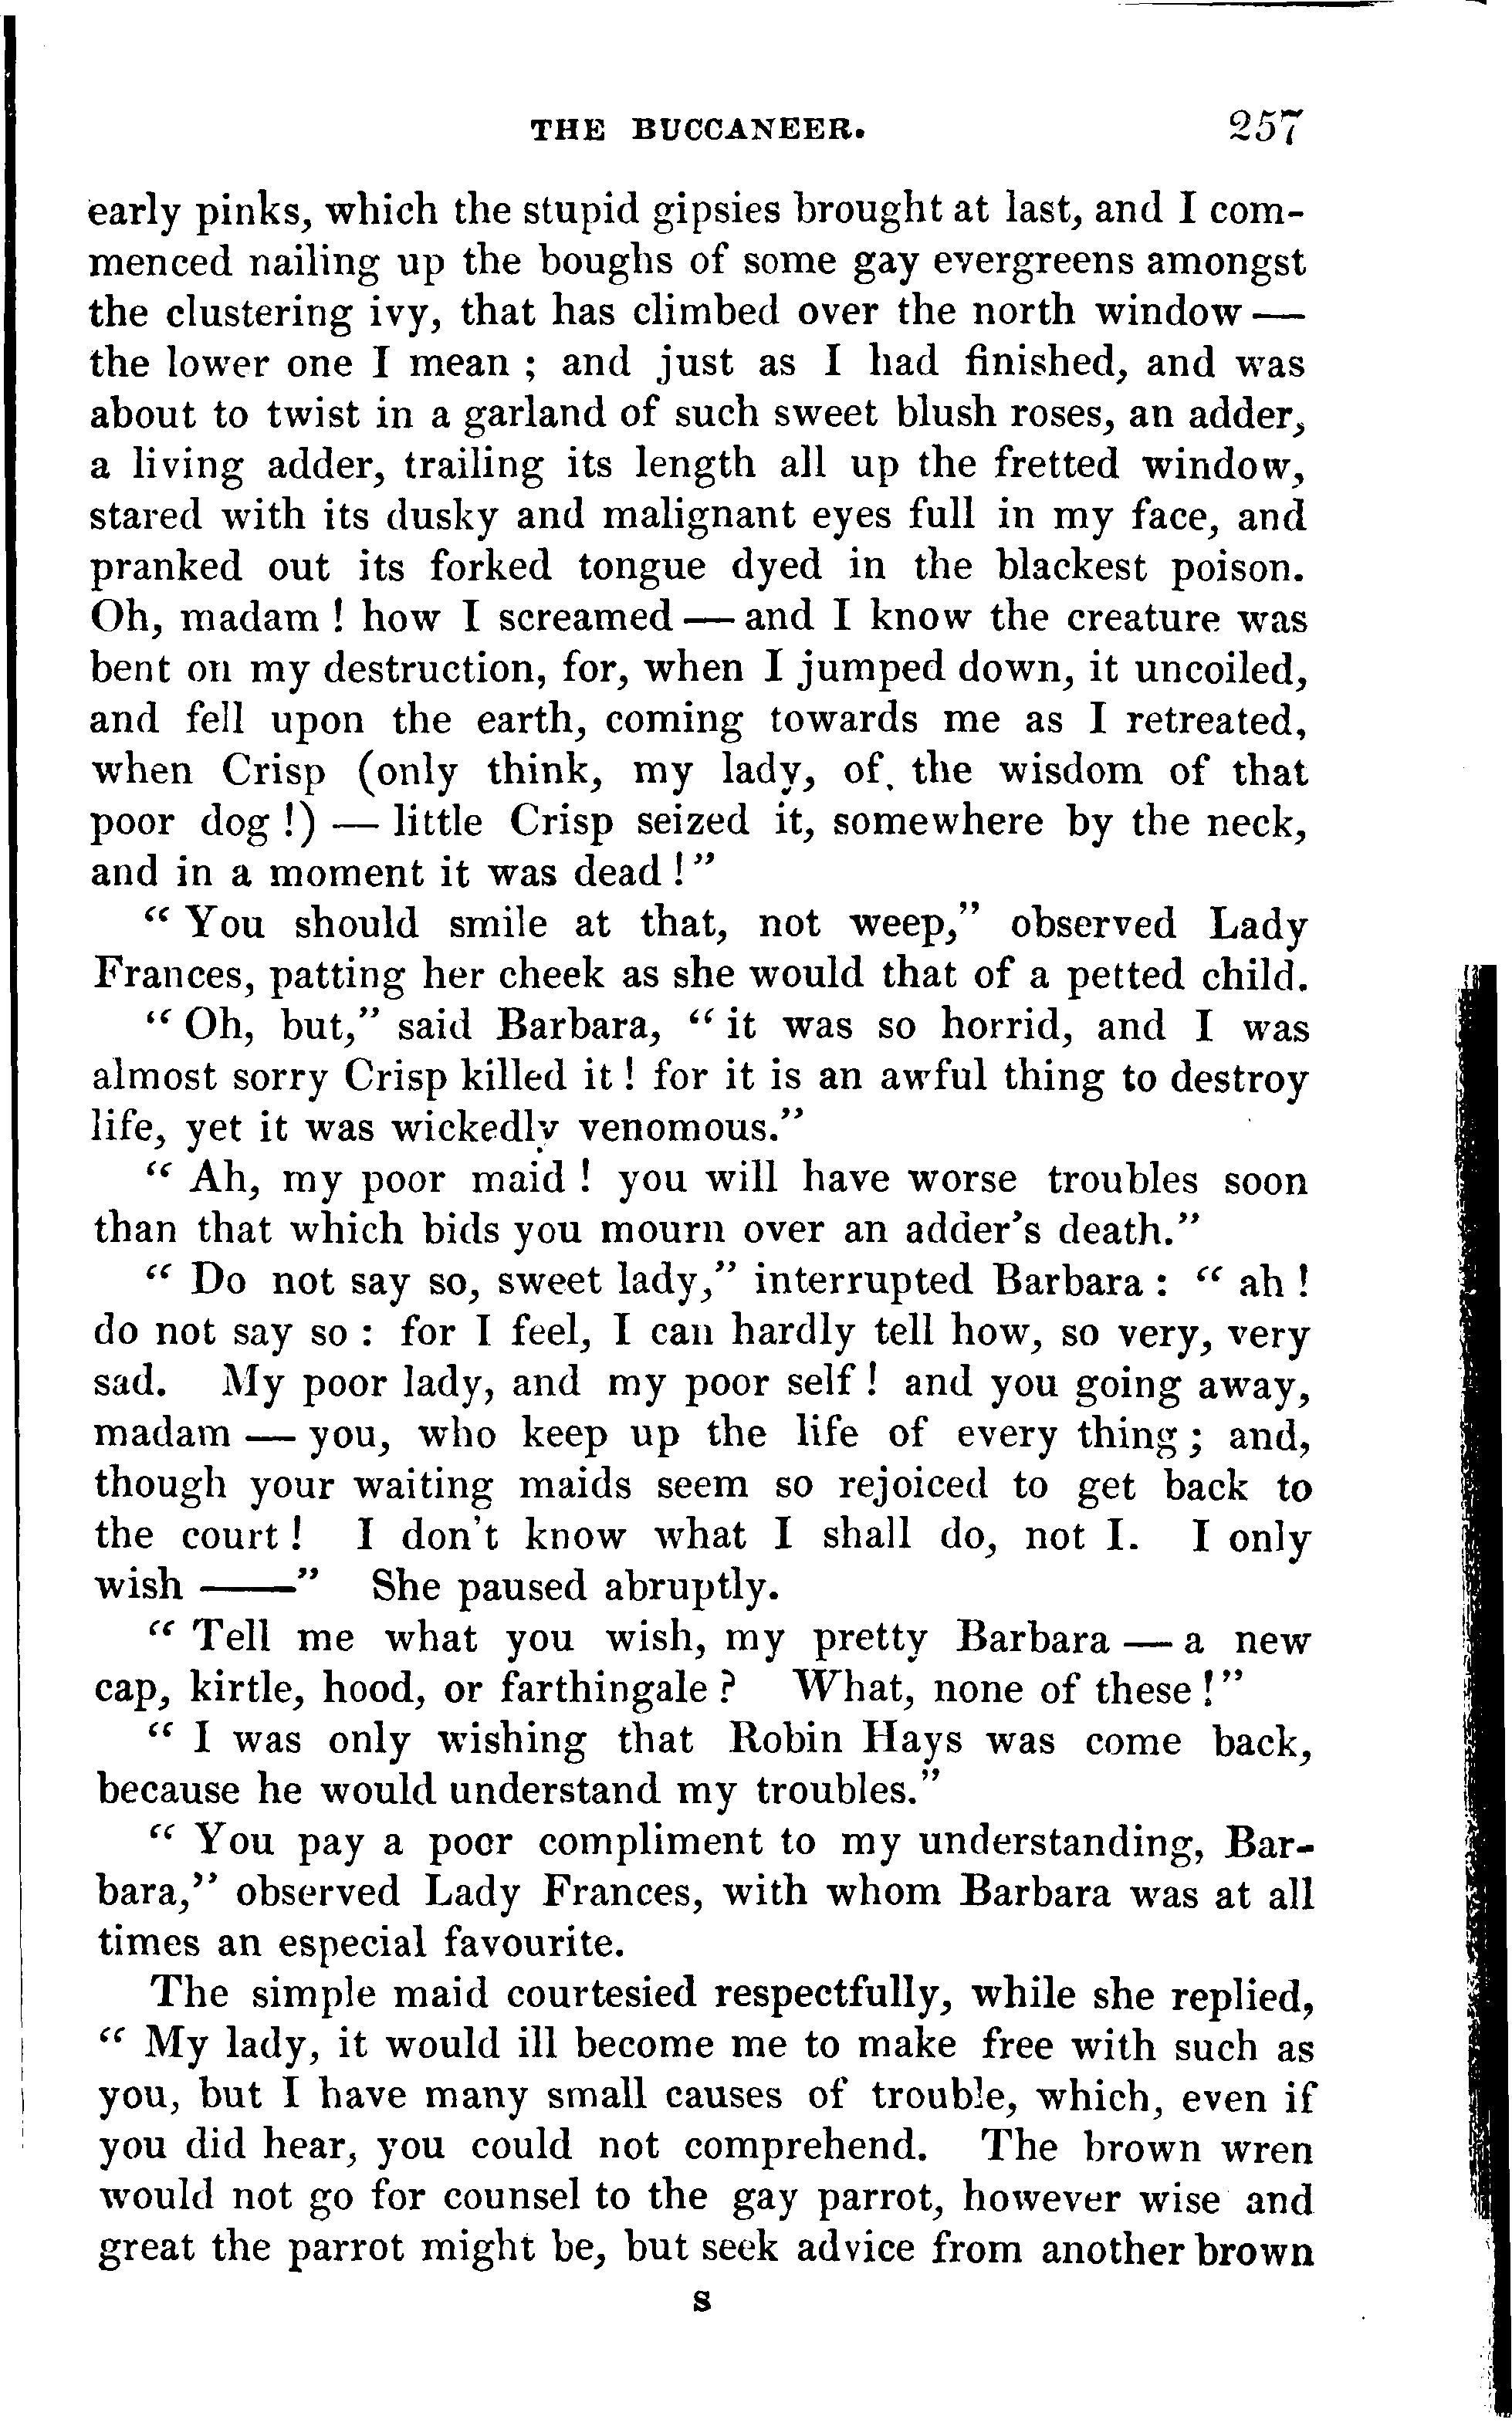 THE BUCCANEER. 257
early pinks, which the stupid gipsies brought at last, and I com-
menced nailing up the boughs of some gay evergreens amongst
the clustering ivy, that has climbed over the north window —
the lower one I mean ; and just as I had finished, and was
about to twist in a garland of such sweet blush roses, an adder,
a living adder, trailing its length all up the fretted window,
stared with its dusky and malignant eyes full in my face, and
pranked out its forked tongue dyed in the blackest poison.
Oh, madam ! how I screamed — and I know the creature was
bent on my destruction, for, when I jumped down, it uncoiled,
and fell upon the earth, coming towards me as I retreated,
when Crisp (only think, my lady, of the wisdom of that
poor dog !) — little Crisp seized it, somewhere by the neck,
and in a moment it was dead ! ”
“ You should smile at that, not weep,” observed Lady
Frances, patting her cheek as she would that of a petted child.
“ Oh, but,” said Barbara, “ it was so horrid, and I was
almost sorry Crisp killed it ! for it is an awful thing to destroy
life, yet it was wickedly venomous.”
“ Ah, my poor maid ! you will have worse troubles soon
than that which bids you mourn over an adder’s death.”
“ Do not say so, sweet lady,” interrupted Barbara : “ ah !
do not say so : for I feel, I can hardly tell how, so very, very
sad. My poor lady, and my poor self ! and you going away,
madam — you, who keep up the life of every thing ; and,
though your waiting maids seem so rejoiced to get back to
the court ! I don’t know what I shall do, not I. I only
wish ——” She paused abruptly.
“ Tell me what you wish, my pretty Barbara — a new
cap, kirtle, hood, or farthingale ? What, none of these !”
“ I was only wishing that Robin Hays was come back,
because he would understand my troubles.”
“ You pay a poor compliment to my understanding, Bar-
bara,” observed Lady Frances, with whom Barbara was at all
times an especial favourite.
The simple maid courtesied respectfully, while she replied,
“ My lady, it would ill become me to make free with such as
you, but I have many small causes of trouble, which, even if
you did hear, you could not comprehend. The brown wren
would not go for counsel to the gay parrot, however wise and
great the parrot might be, but seek advice from another brown
S